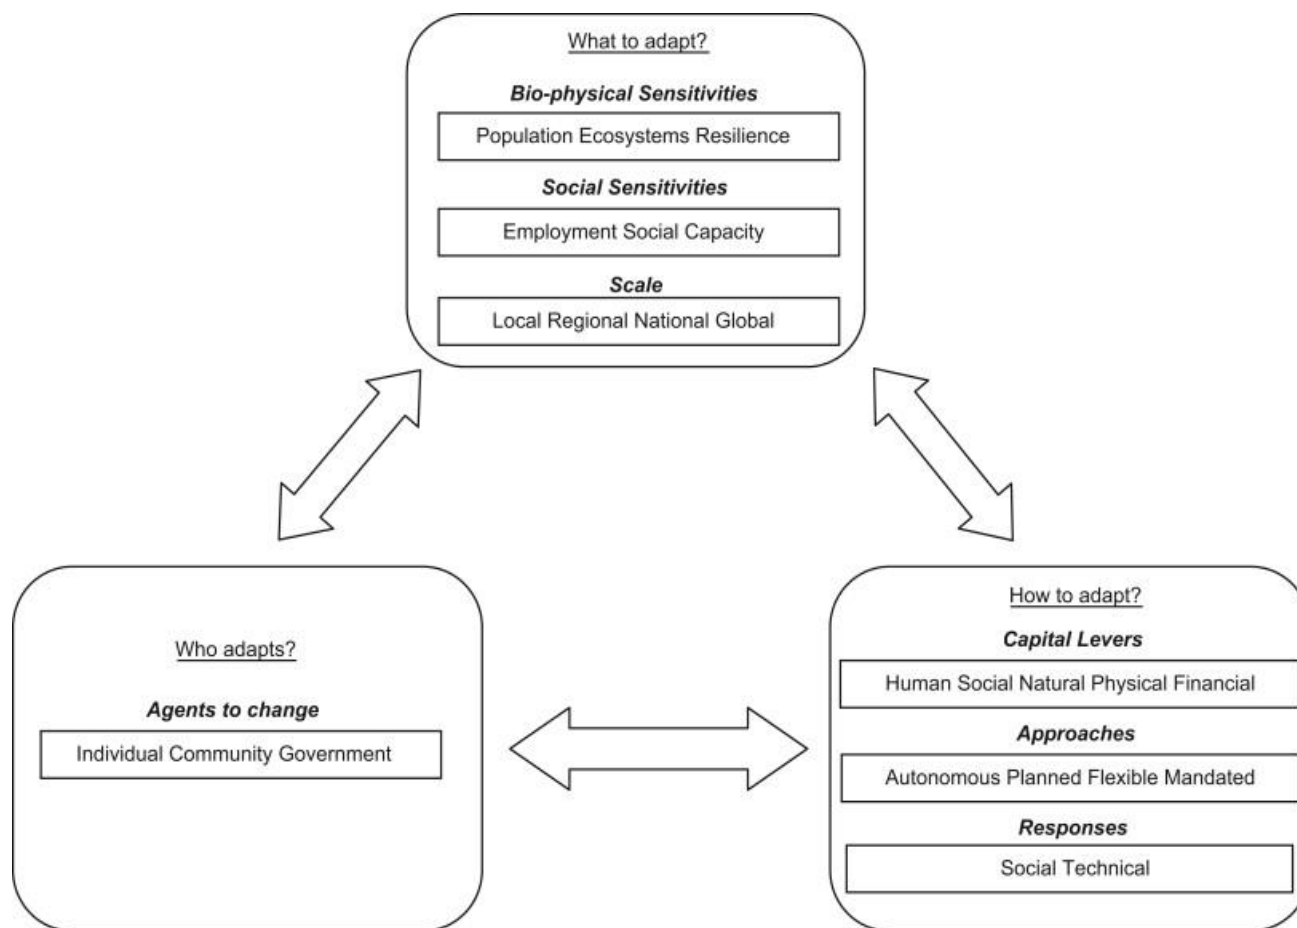 What to adapt?
Bio-physical Sensitivities
Population Ecosystems Resilience
Social Sensitivities
Employment Social Capacity
Scale
Local Regional National Global
Who adapts?
Agents to change
Individual Community Government
How to adapt?
Capital Levers
Human Social Natural Physical Financial
Approaches
Autonomous Planned Flexible Mandated
Responses
Social Technical